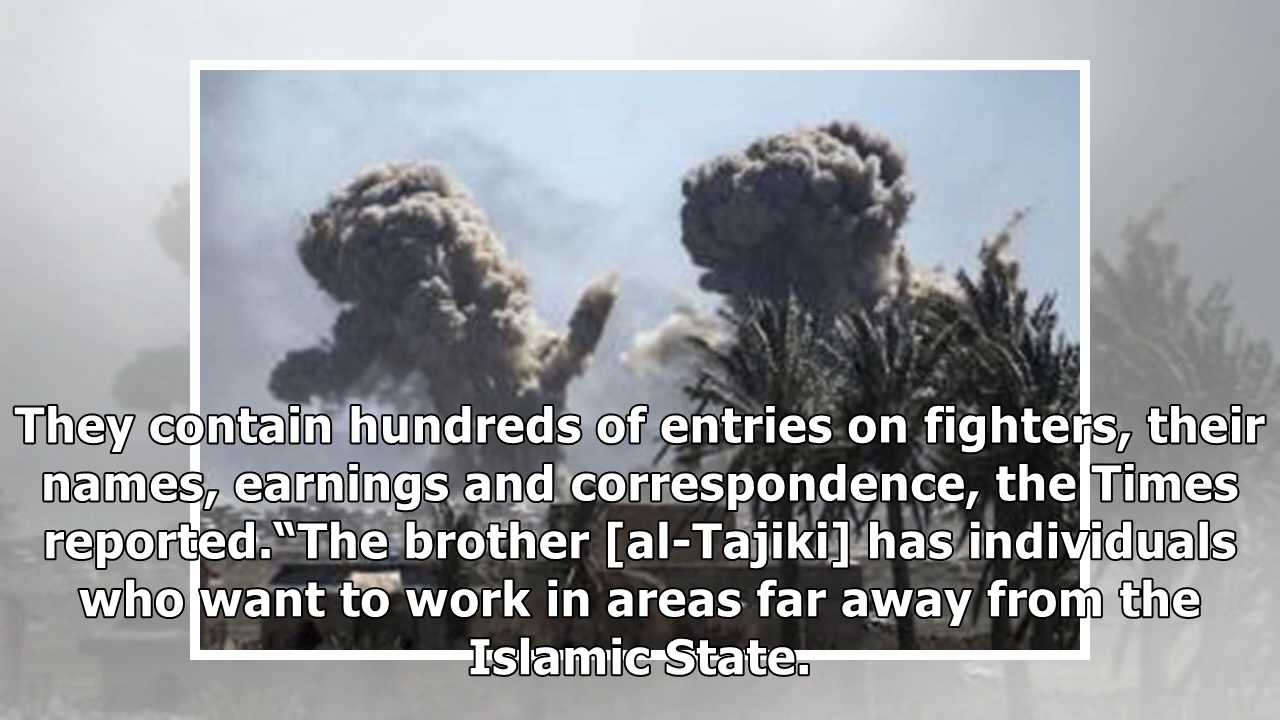 They contain hundreds of entries on fighters, their
names, earnings and correspondence, the Times
reported.“The brother [al-Tajiki] has individuals
who want to work in areas far away from the
Islamic State.